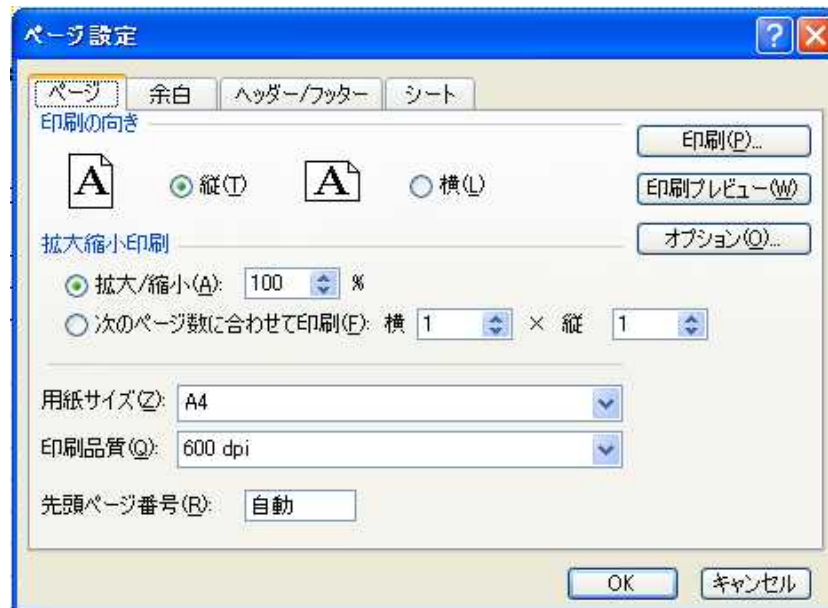 ページ設定
ページ 余白 ヘッダー/フッター シート
印刷の向き
A 縦(T) A 横(L)
印刷(P)...
印刷プレビュー(W)
オプション(O)...
拡大縮小印刷
拡大/縮小(A): 100 %
次のページ数に合わせて印刷(F): 横 1 × 縦 1
用紙サイズ(Z): A4
印刷品質(Q): 600 dpi
先頭ページ番号(R): 自動
OK キャンセル